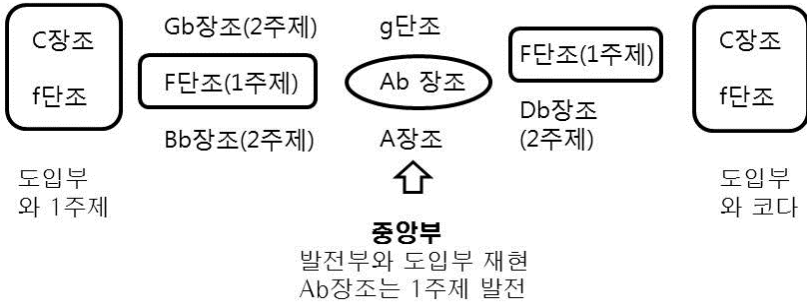 C장조
f단조
도입부
와 1주제
Gb장조(2주제)
F단조(1주제)
Bb장조(2주제)
g단조
Ab 장조
A장조
중앙부
발전부와 도입부 재현
Ab장조는 1주제 발전
F단조(1주제)
Db장조
(2주제)
C장조
f단조
도입부
와 코다